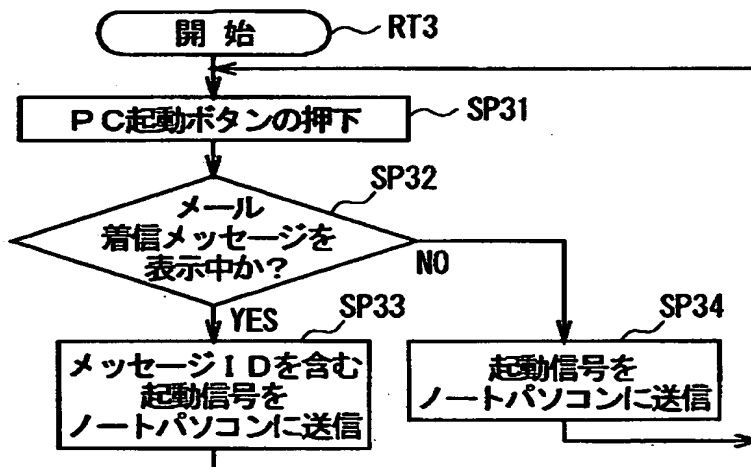 開始
RT3
PC起動ボタンの押下
SP31
SP32
メール
着信メッセージを
表示中か?
NO
YES
SP33
メッセージIDを含む
起動信号を
ノートパソコンに送信
SP34
起動信号を
ノートパソコンに送信